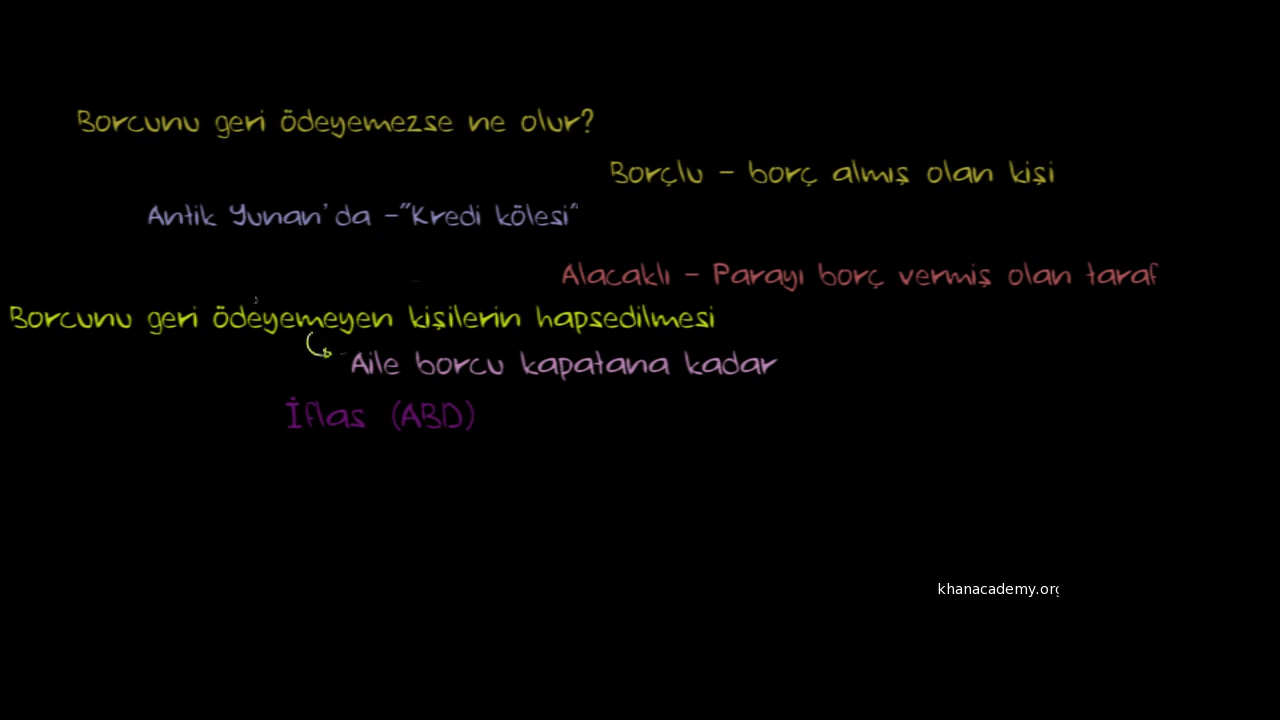 Borcunu geri ödeyemezse ne olur?
Borçlu - borç almış olan kişi
Antik Yunan'da -"Kredi kölesi"
Alacaklı - Parayı borç vermiş olan taraf
Borcunu geri ödeyemeyen kişilerin hapsedilmesi
Aile borcu kapatana kadar
İflas (ABD)
khanacademy.org